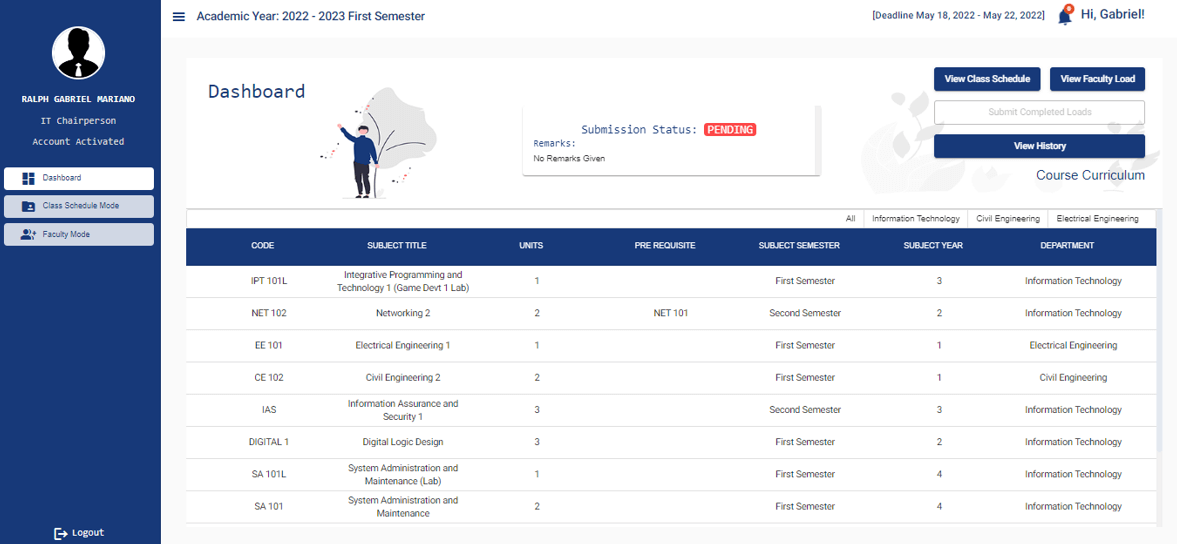 Academic Year: 2022 - 2023 First Semester
[Deadline May 18, 2022 - May 22, 2022]
Hi, Gabriel!
RALPH GABRIEL MARIANO
IT Chairperson
Account Activated
Dashboard
Class Schedule Mode
Faculty Mode
Logout
Dashboard
Submission Status: PENDING
Remarks:
No Remarks Given
View Class Schedule
View Faculty Load
Submit Completed Loads
View History
Course Curriculum
All Information Technology Civil Engineering Electrical Engineering
CODE SUBJECT TITLE UNITS PRE REQUISITE SUBJECT SEMESTER SUBJECT YEAR DEPARTMENT
IPT 101L Integrative Programming and Technology 1 (Game Devt 1 Lab) 1 First Semester 3 Information Technology
NET 102 Networking 2 2 NET 101 Second Semester 2 Information Technology
EE 101 Electrical Engineering 1 1 First Semester 1 Electrical Engineering
CE 102 Civil Engineering 2 2 First Semester 1 Civil Engineering
IAS Information Assurance and Security 1 3 Second Semester 3 Information Technology
DIGITAL 1 Digital Logic Design 3 First Semester 2 Information Technology
SA 101L System Administration and Maintenance (Lab) 1 First Semester 4 Information Technology
SA 101 System Administration and Maintenance 2 First Semester 4 Information Technology